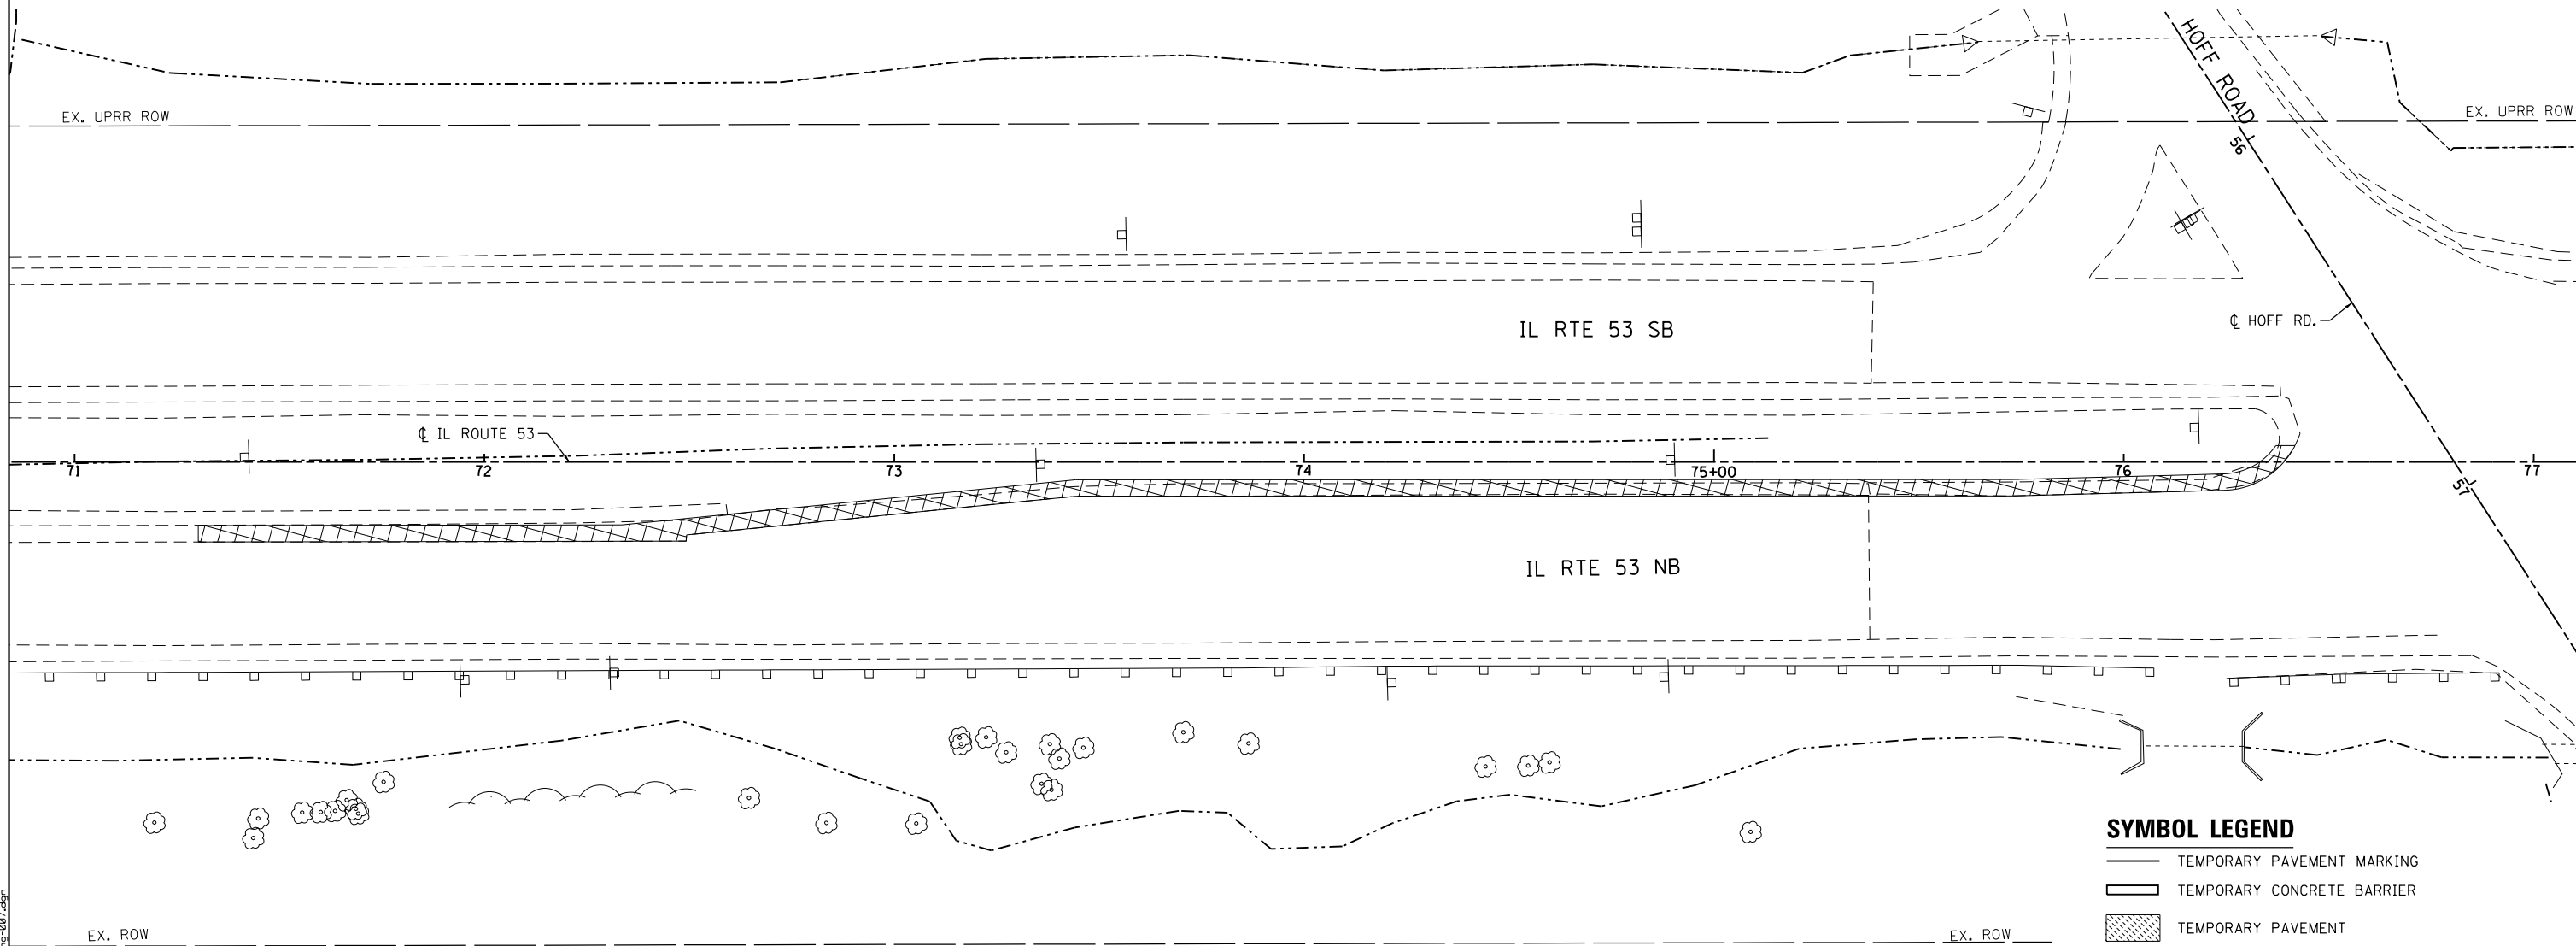 HOFF ROAD
EX. UPRR ROW
EX. UPRR ROW
56
℄ HOFF RD.
IL RTE 53 SB
℄ IL ROUTE 53
71
72
73
74
75+00
76
77
57
IL RTE 53 NB
SYMBOL LEGEND
TEMPORARY PAVEMENT MARKING
TEMPORARY CONCRETE BARRIER
TEMPORARY PAVEMENT
EX. ROW
EX. ROW